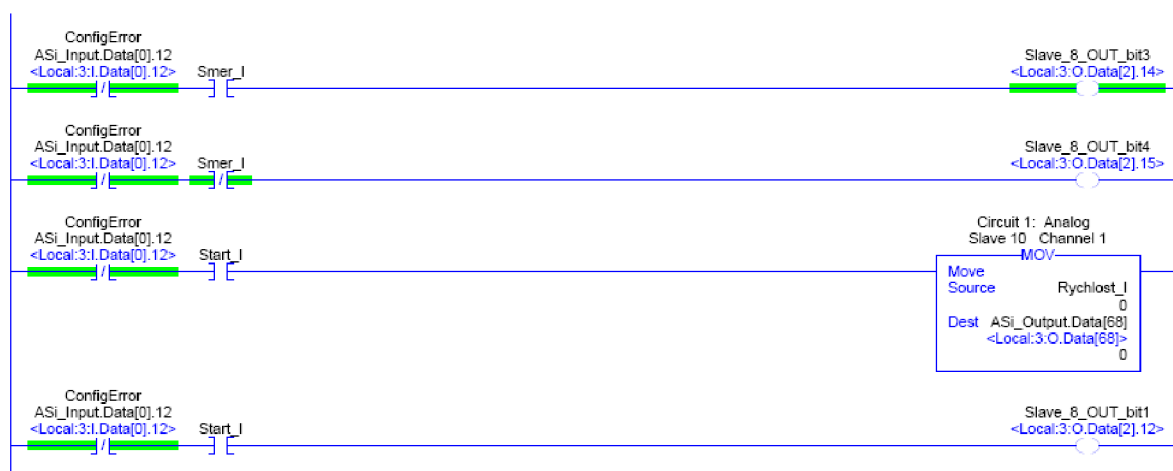 ConfigError
ASi_Input.Data[0].12
<Local:3:I.Data[0].12>
Smer_I
Slave_8_OUT_bit3
<Local:3:O.Data[2].14>
ConfigError
ASi_Input.Data[0].12
<Local:3:I.Data[0].12>
Smer_I
Slave_8_OUT_bit4
<Local:3:O.Data[2].15>
ConfigError
ASi_Input.Data[0].12
<Local:3:I.Data[0].12>
Start_I
Circuit 1: Analog
Slave 10 Channel 1
MOV
Move
Source Rychlost_I
0
Dest ASi_Output.Data[68]
<Local:3:O.Data[68]>
0
ConfigError
ASi_Input.Data[0].12
<Local:3:I.Data[0].12>
Start_I
Slave_8_OUT_bit1
<Local:3:O.Data[2].12>